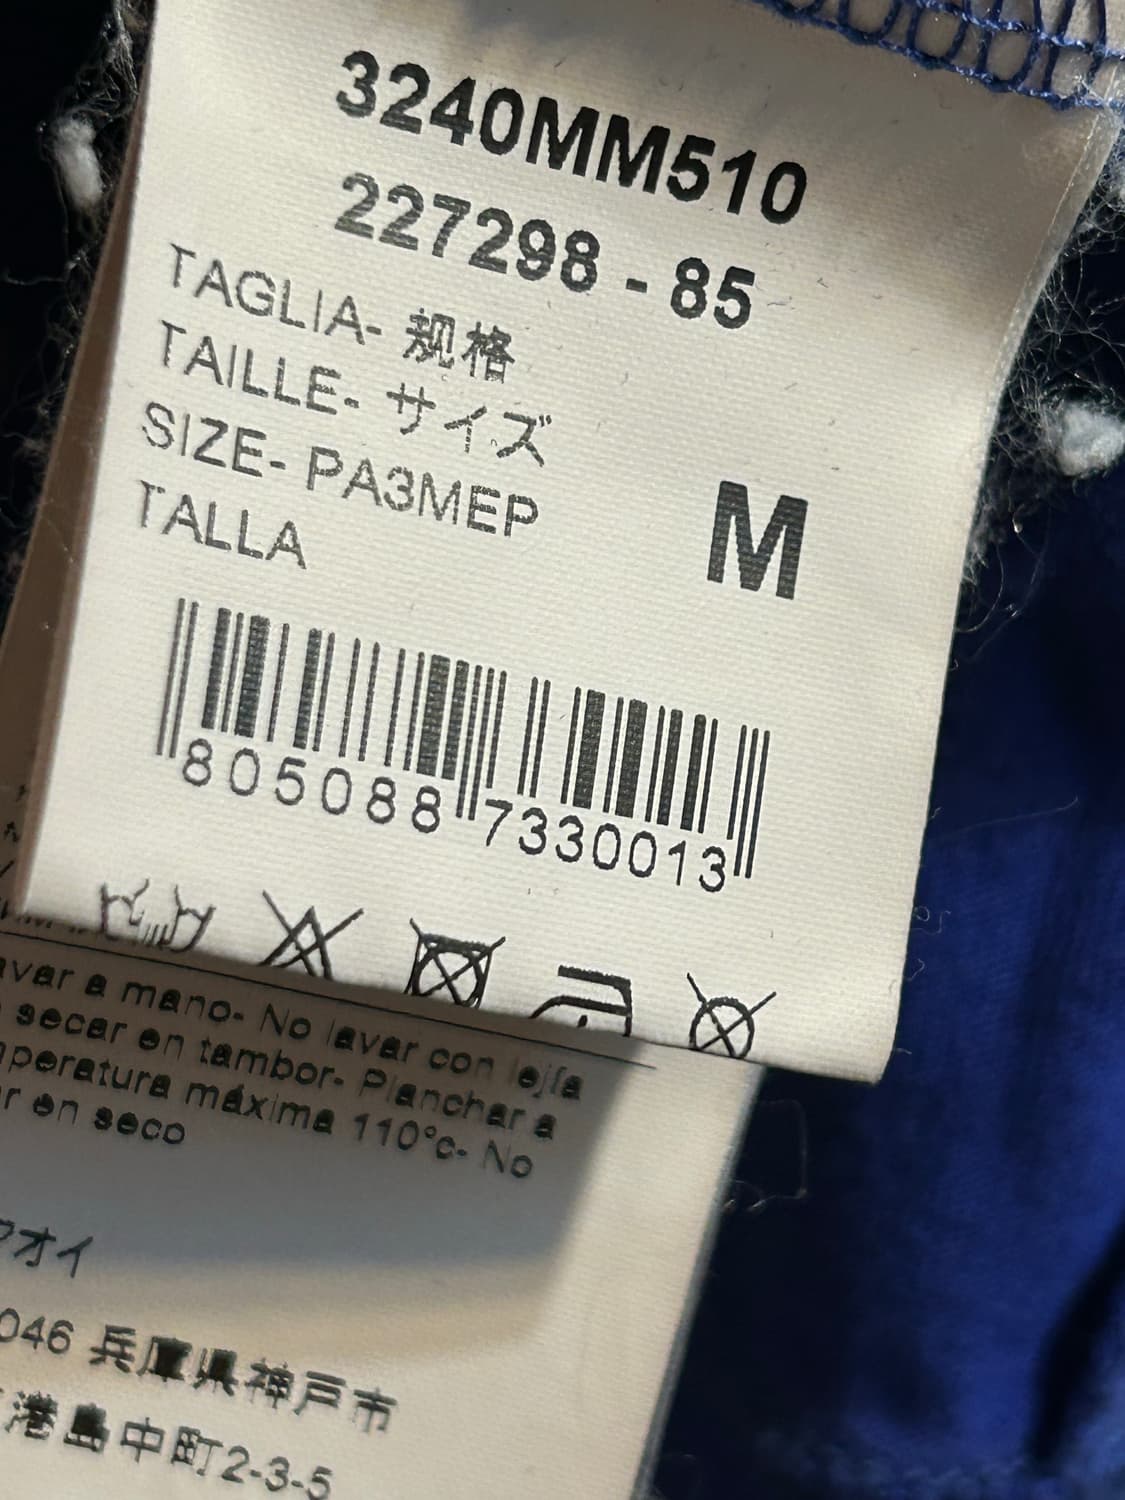 3240MM510
227298 - 85
TAGLIA- 规格
TAILLE- サイズ
SIZE- РАЗМЕР
TALLA
M
805088 7330013
avar a mano- No lavar con lejía
secar en tambor- Planchar a
peratura máxima 110°c- No
r en seco
アオイ
046 兵庫県神戸市
港島中町2-3-5